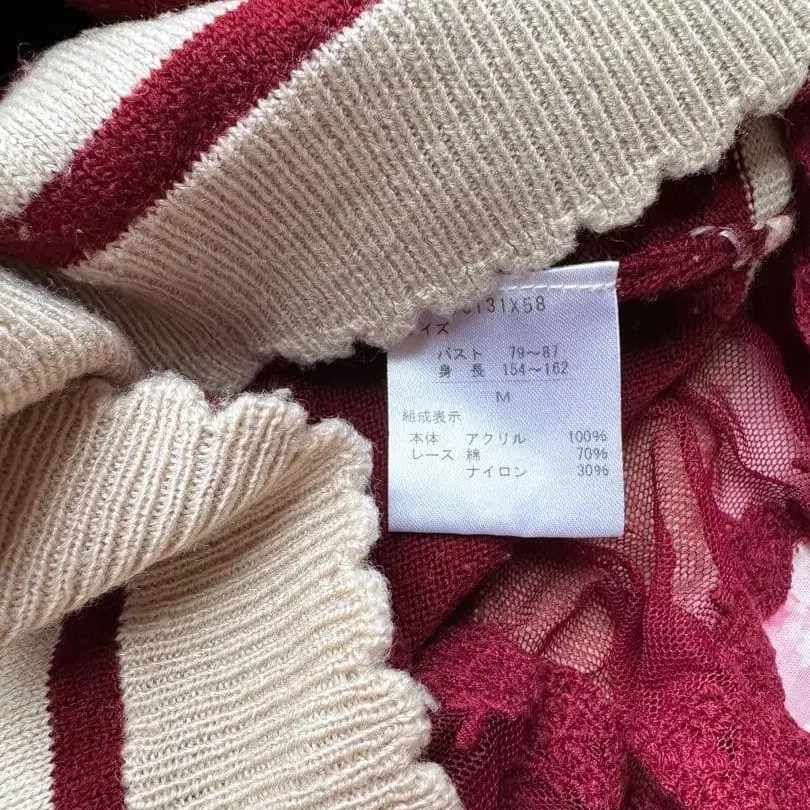 131X58
イズ
バスト 79～87
身長 154～162
M
組成表示
本体 アクリル 100%
レース 綿 70%
ナイロン 30%